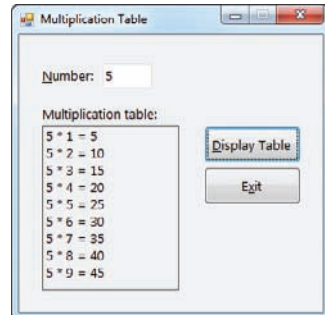 Multiplication Table
Number: 5
Multiplication table:
5 * 1 = 5
5 * 2 = 10
5 * 3 = 15
5 * 4 = 20
5 * 5 = 25
5 * 6 = 30
5 * 7 = 35
5 * 8 = 40
5 * 9 = 45
Display Table
Exit